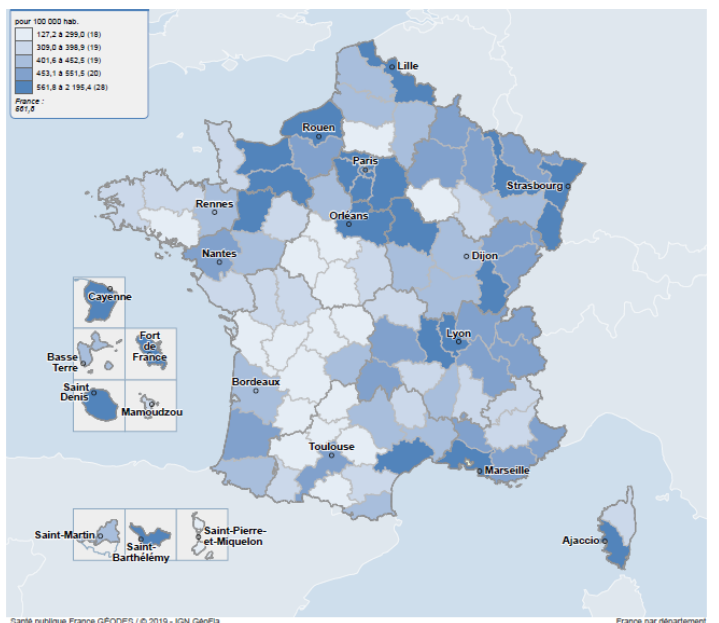 pour 100 000 hab.
127,2 à 299,0 (18)
309,0 à 398,9 (19)
401,6 à 452,5 (19)
453,1 à 551,5 (20)
561,8 à 2 195,4 (28)
France :
Lille
Rouen
Paris
Strasbourg
Rennes
Orléans
Nantes
Dijon
Cayenne
Lyon
Basse
Terre
Fort
de
France
Bordeaux
Saint
Denis
Mamoudzou
Toulouse
Marseille
Saint-Martin
Saint-
Barthélémy
Saint-Pierre-
et-Miquelon
Ajaccio
Santé publique France GÉODES / © 2019 - IGN GéoFla
France par département